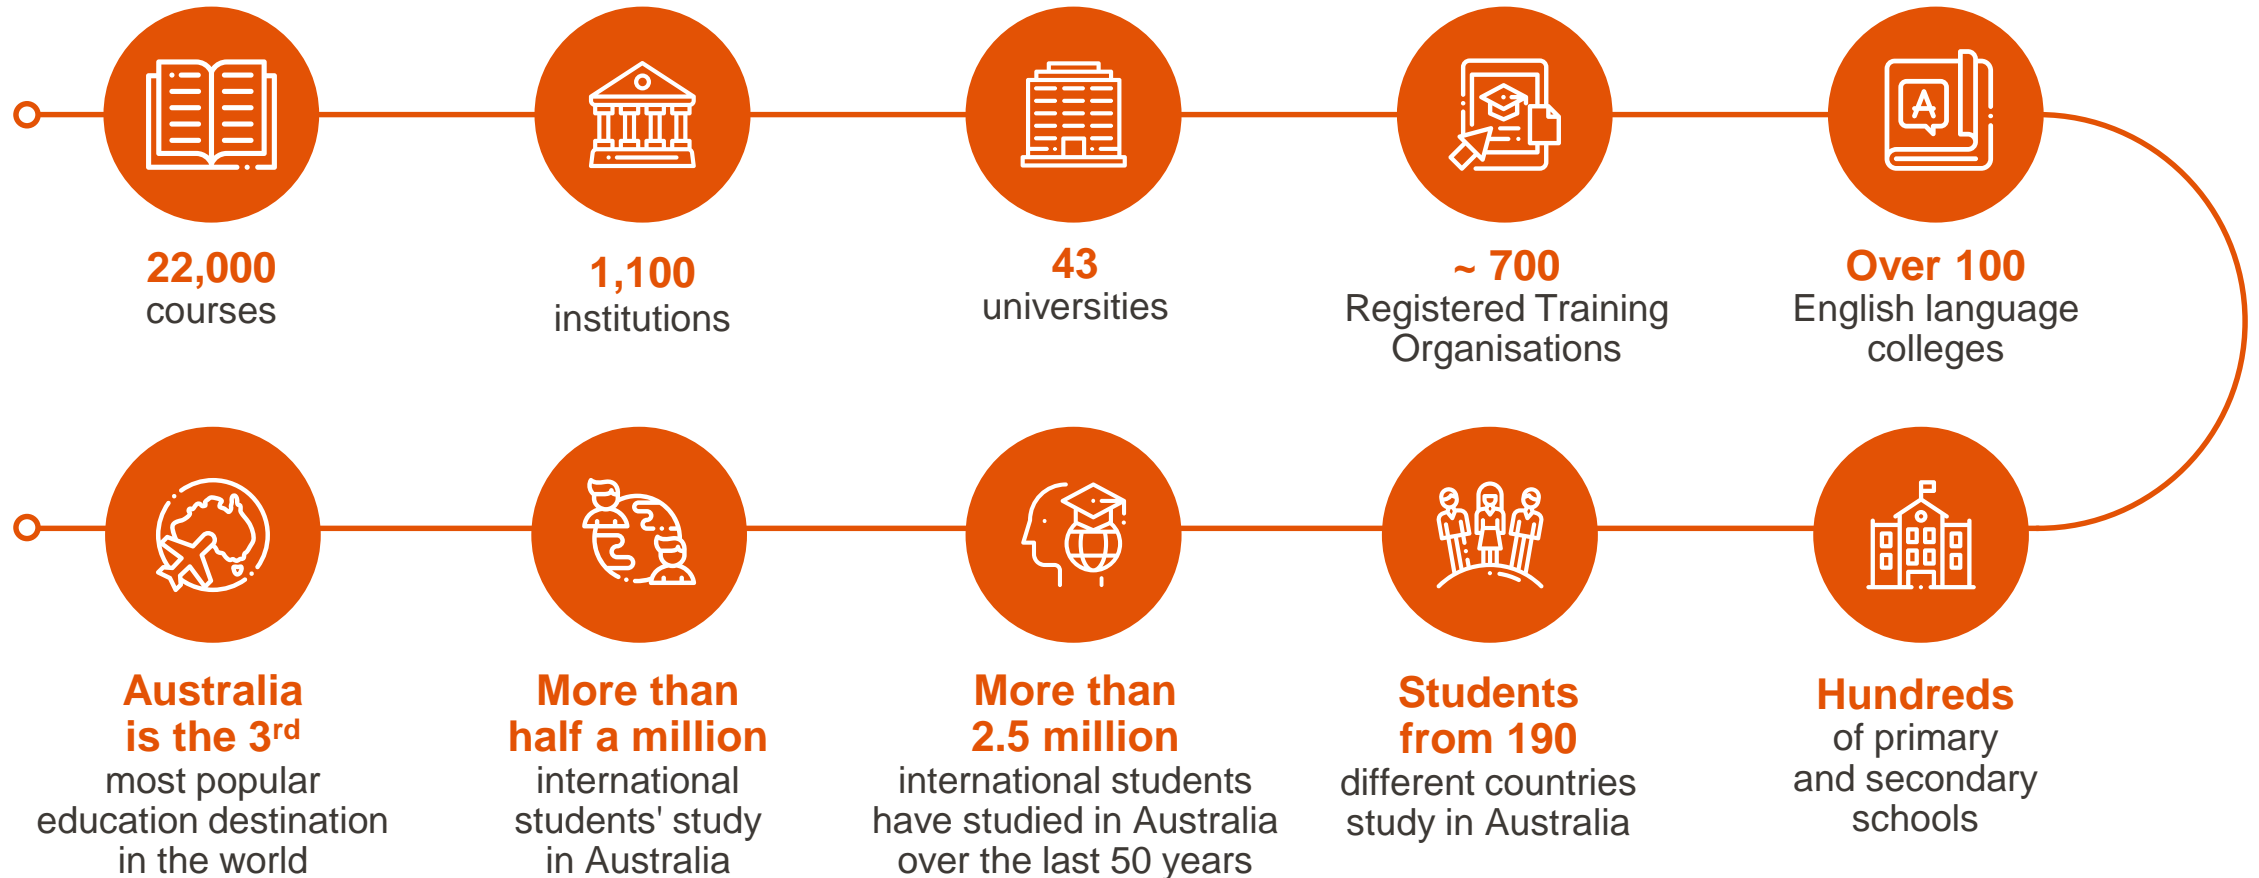 22,000
courses
1,100
institutions
43
universities
~ 700
Registered Training
Organisations
Over 100
English language
colleges
A
Australia
is the 3rd
most popular
education destination
in the world
More than
half a million
international
students' study
in Australia
More than
2.5 million
international students
have studied in Australia
over the last 50 years
Students
from 190
different countries
study in Australia
Hundreds
of primary
and secondary
schools